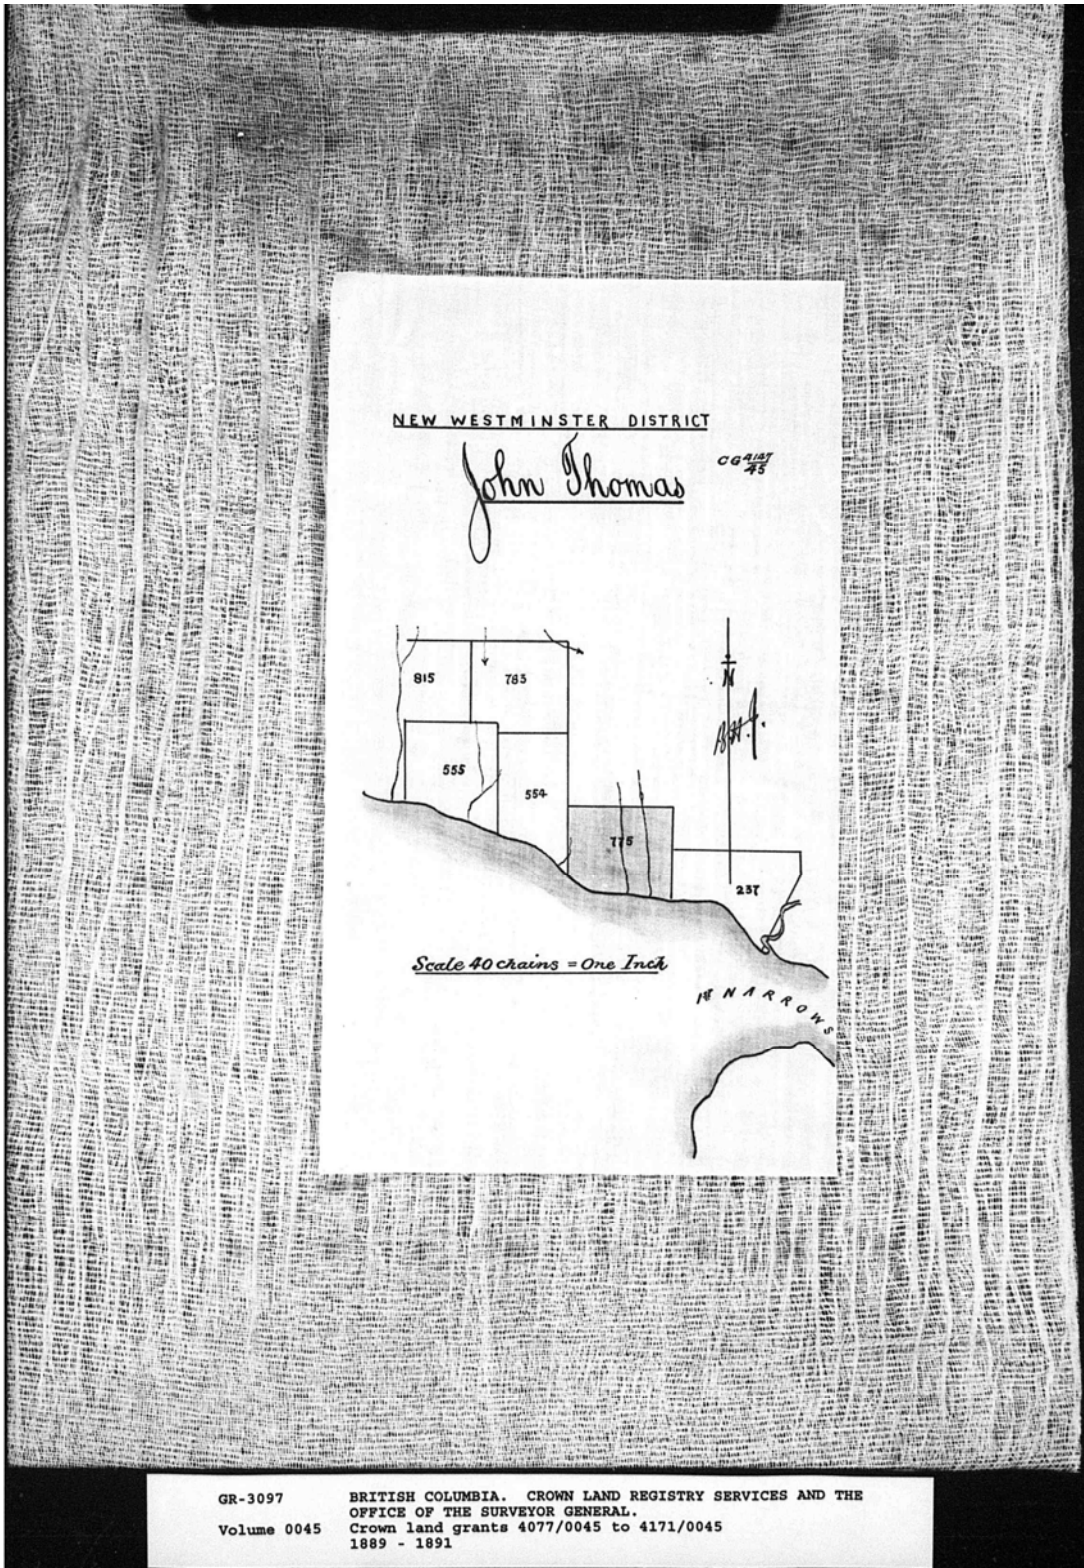 NEW WESTMINSTER DISTRICT
John Thomas
CG 4147
45
815
783
N
555
554
775
237
Scale 40 chains = One Inch
1st NARROWS
GR-3097 BRITISH COLUMBIA. CROWN LAND REGISTRY SERVICES AND THE
OFFICE OF THE SURVEYOR GENERAL.
Volume 0045 Crown land grants 4077/0045 to 4171/0045
1889 - 1891